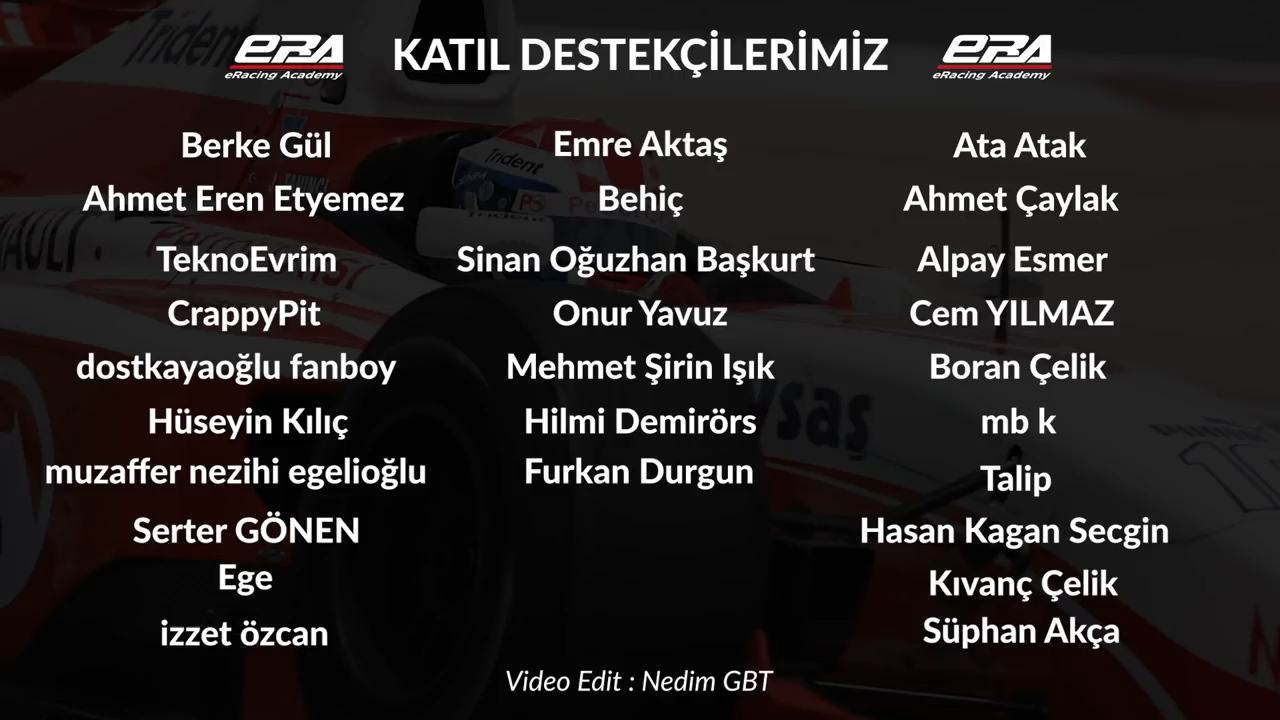 eRA
eRacing Academy
KATIL DESTEKÇİLERİMİZ
eRA
eRacing Academy
Berke Gül
Ahmet Eren Etyemez
TeknoEvrim
CrappyPit
dostkayaoğlu fanboy
Hüseyin Kılıç
muzaffer nezihi egelioğlu
Serter GÖNEN
Ege
izzet özcan
Emre Aktaş
Behiç
Sinan Oğuzhan Başkurt
Onur Yavuz
Mehmet Şirin Işık
Hilmi Demirörs
Furkan Durgun
Ata Atak
Ahmet Çaylak
Alpay Esmer
Cem YILMAZ
Boran Çelik
mb k
Talip
Hasan Kagan Secgin
Kıvanç Çelik
Süphan Akça
Video Edit : Nedim GBT
Trident
Trident
Trident